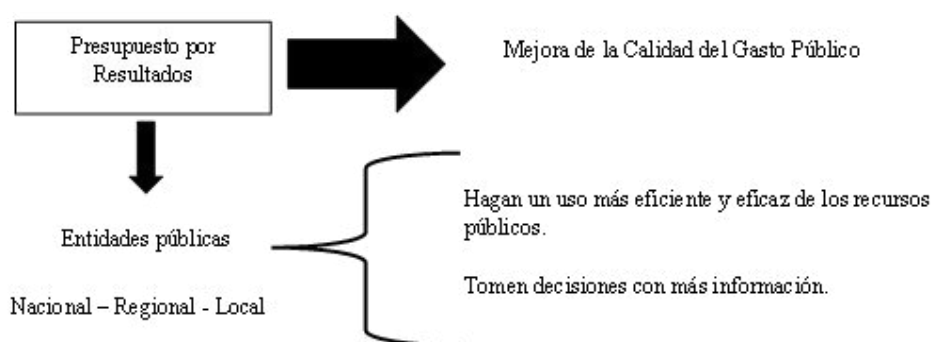 Presupuesto por
Resultados
Mejora de la Calidad del Gasto Público
Entidades públicas
Nacional – Regional - Local
Hagan un uso más eficiente y eficaz de los recursos
públicos.
Tomen decisiones con más información.